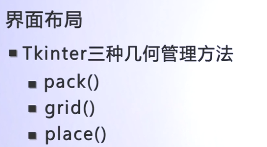 界面布局
▪ Tkinter三种几何管理方法
▪ pack()
▪ grid()
▪ place()